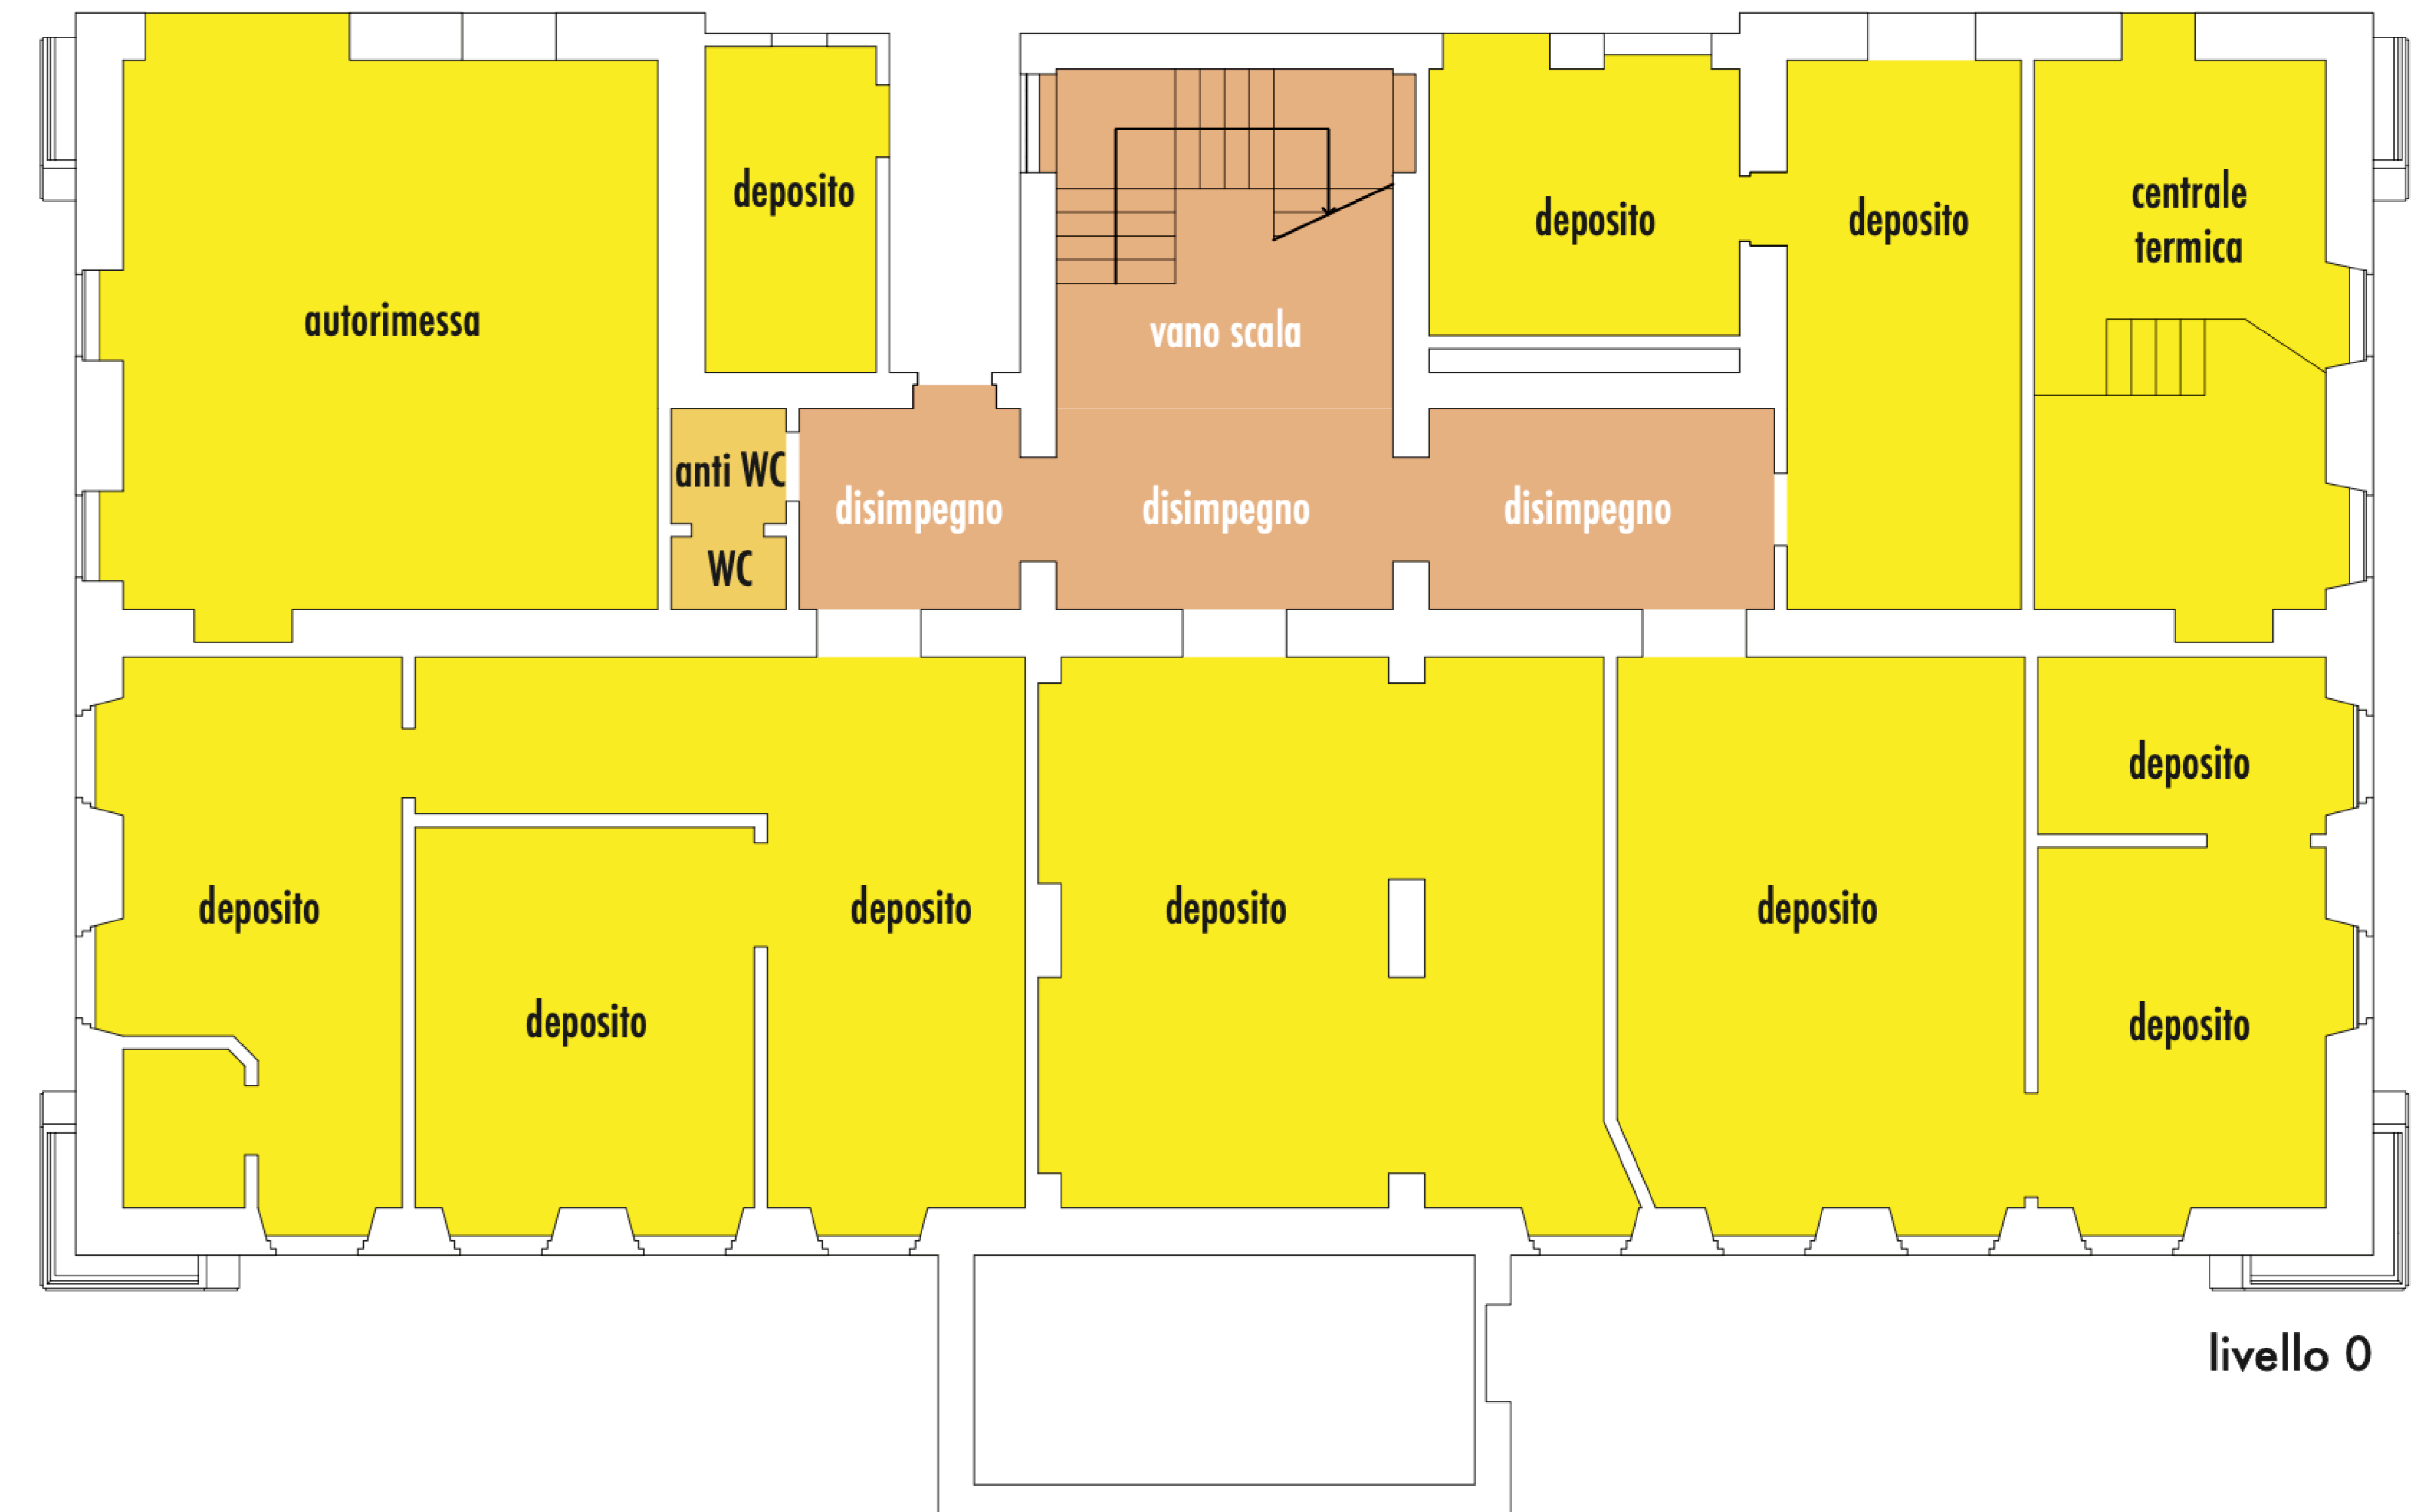 deposito
centrale
termica
deposito
deposito
autorimessa
vano scala
anti WC
disimpegno
disimpegno
disimpegno
WC
deposito
deposito
deposito
deposito
deposito
deposito
deposito
livello 0